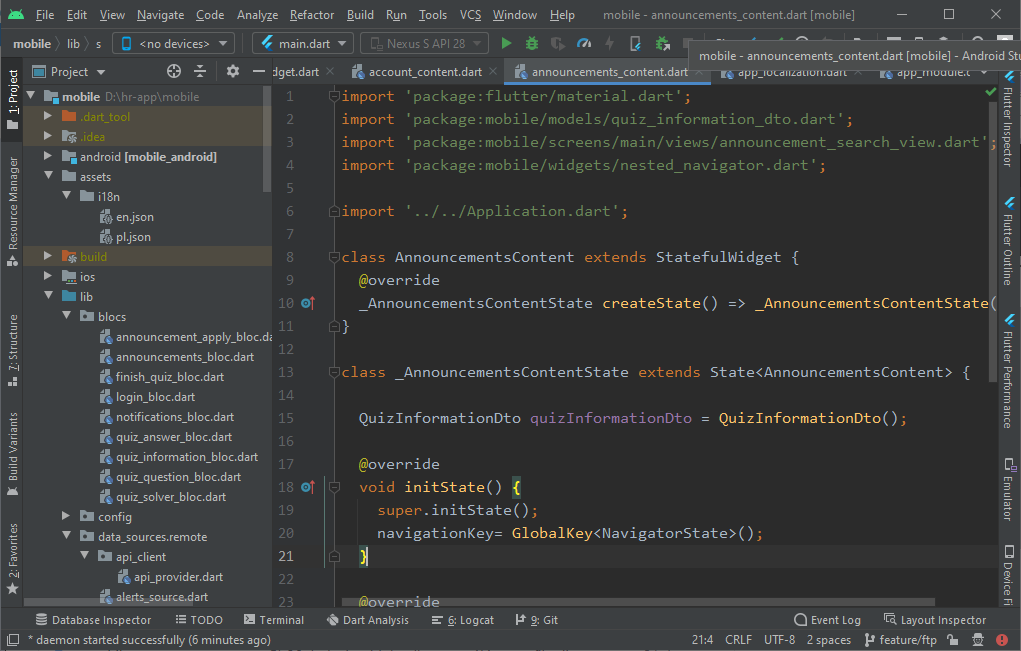 File Edit View Navigate Code Analyze Refactor Build Run Tools VCS Window Help mobile - announcements_content.dart [mobile]
mobile lib s <no devices> main.dart Nexus S API 28
mobile - announcements_content.dart [mobile] - Android Stu
Project
dget.dart account_content.dart announcements_content.dart app_localization.dart app_module.c
1: Project
Resource Manager
7: Structure
Build Variants
2: Favorites
mobile D:\hr-app\mobile
.dart_tool
.idea
android [mobile_android]
assets
i18n
en.json
pl.json
build
ios
lib
blocs
announcement_apply_bloc.da
announcements_bloc.dart
finish_quiz_bloc.dart
login_bloc.dart
notifications_bloc.dart
quiz_answer_bloc.dart
quiz_information_bloc.dart
quiz_question_bloc.dart
quiz_solver_bloc.dart
config
data_sources.remote
api_client
api_provider.dart
alerts_source.dart
1 import 'package:flutter/material.dart';
2 import 'package:mobile/models/quiz_information_dto.dart';
3 import 'package:mobile/screens/main/views/announcement_search_view.dart';
4 import 'package:mobile/widgets/nested_navigator.dart';
5
6 import '../../Application.dart';
7
8 class AnnouncementsContent extends StatefulWidget {
9 @override
10 _AnnouncementsContentState createState() => _AnnouncementsContentState(
11 }
12
13 class _AnnouncementsContentState extends State<AnnouncementsContent> {
14
15 QuizInformationDto quizInformationDto = QuizInformationDto();
16
17 @override
18 void initState() {
19 super.initState();
20 navigationKey= GlobalKey<NavigatorState>();
21 }
22
23 @override
Flutter Inspector
Flutter Outline
Flutter Performance
Emulator
Device Fi
Database Inspector TODO Terminal Dart Analysis 6: Logcat 9: Git Event Log Layout Inspector
* daemon started successfully (6 minutes ago) 21:4 CRLF UTF-8 2 spaces feature/ftp